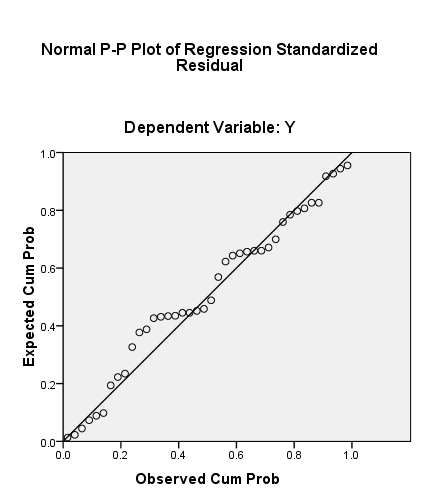 Normal P-P Plot of Regression Standardized
Residual
Dependent Variable: Y
Expected Cum Prob
1.0
0.8
0.6
0.4
0.2
0.0
0.0 0.2 0.4 0.6 0.8 1.0
Observed Cum Prob